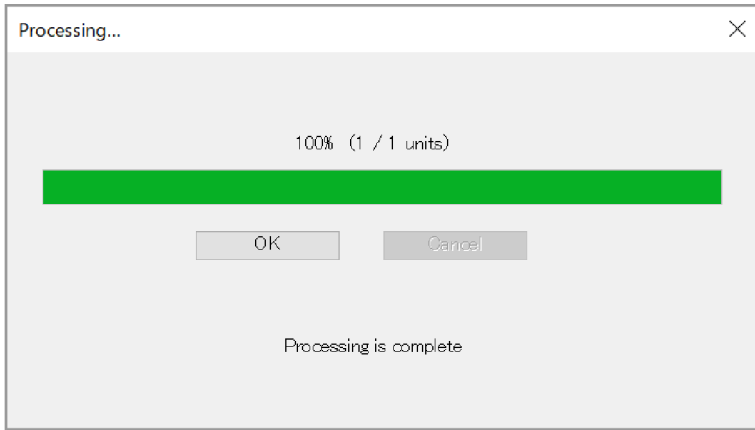 Processing...
100% (1 / 1 units)
OK
Cancel
Processing is complete